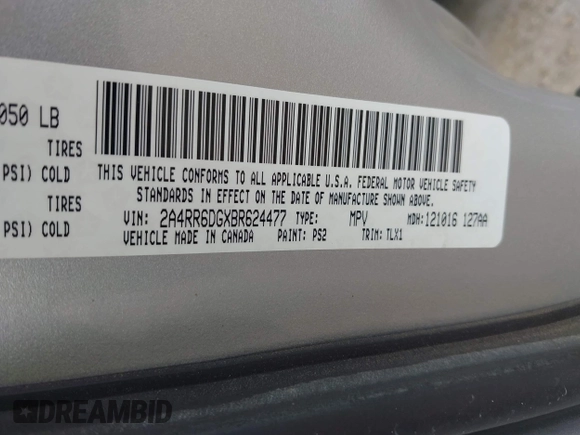 050 LB
TIRES
PSI) COLD
TIRES
PSI) COLD
THIS VEHICLE CONFORMS TO ALL APPLICABLE U.S.A. FEDERAL MOTOR VEHICLE SAFETY
STANDARDS IN EFFECT ON THE DATE OF MANUFACTURE SHOWN ABOVE.
VIN: 2A4RR6DGXBR624477 TYPE: MPV MDH:121016 127AA
VEHICLE MADE IN CANADA PAINT: PS2 TRIM: TLX1
DREAMBID